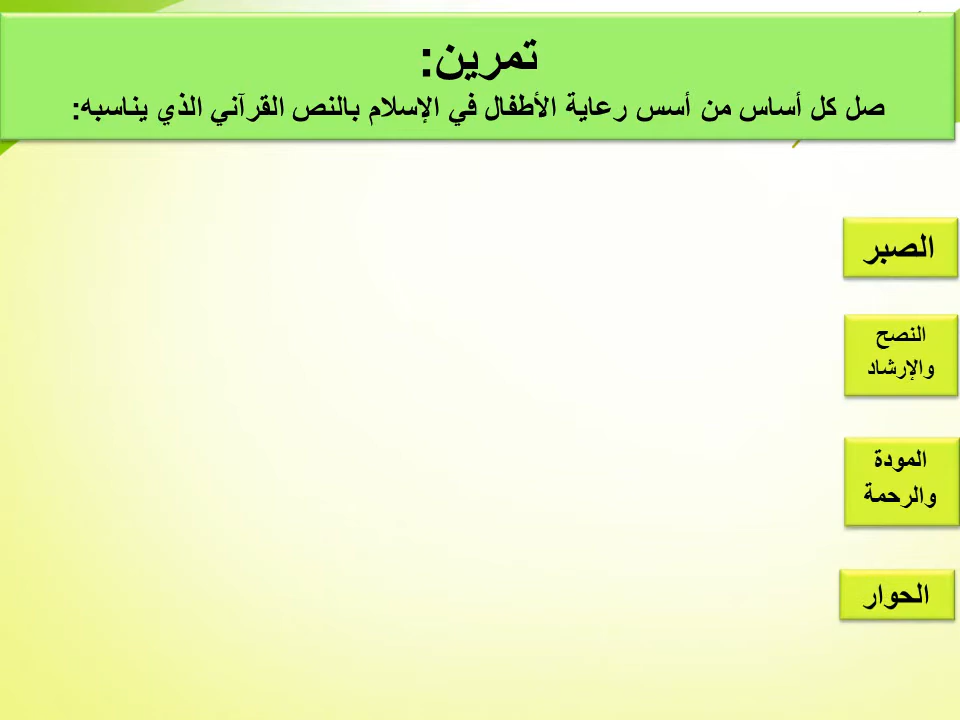 تمرين:
صل كل أساس من أسس رعاية الأطفال في الإسلام بالنص القرآني الذي يناسبه:
الصبر
النصح
والإرشاد
المودة
والرحمة
الحوار